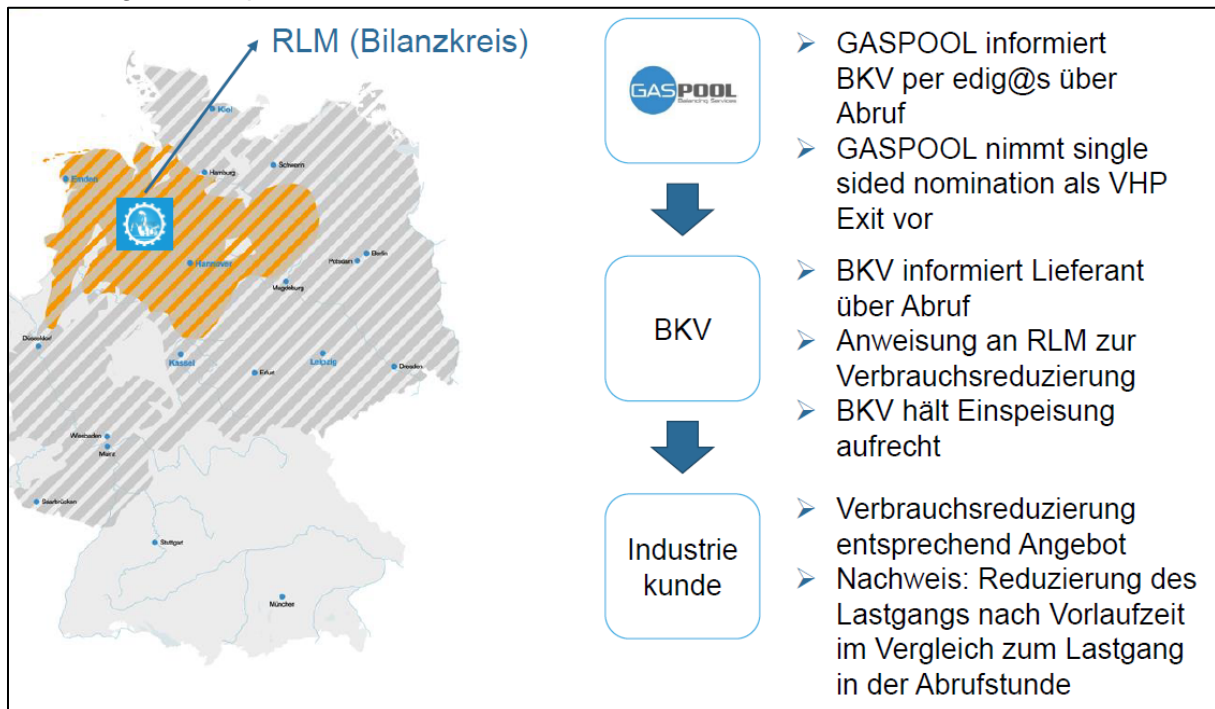 RLM (Bilanzkreis)
Kiel
Hamburg
Schwerin
Emden
Hannover
Potsdam
Berlin
Magdeburg
Düsseldorf
Kassel
Leipzig
Erfurt
Dresden
Wiesbaden
Mainz
Saarbrücken
Stuttgart
München
GASPOOL
Balancing Services
➢ GASPOOL informiert
BKV per edig@s über
Abruf
➢ GASPOOL nimmt single
sided nomination als VHP
Exit vor
BKV
➢ BKV informiert Lieferant
über Abruf
➢ Anweisung an RLM zur
Verbrauchsreduzierung
➢ BKV hält Einspeisung
aufrecht
Industrie
kunde
➢ Verbrauchsreduzierung
entsprechend Angebot
➢ Nachweis: Reduzierung des
Lastgangs nach Vorlaufzeit
im Vergleich zum Lastgang
in der Abrufstunde